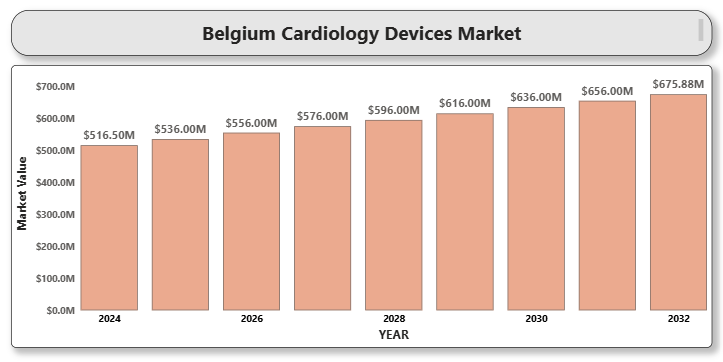 Belgium Cardiology Devices Market
$700.0M
$600.0M
$500.0M
$400.0M
$300.0M
$200.0M
$100.0M
$0.0M
Market Value
$516.50M
$536.00M
$556.00M
$576.00M
$596.00M
$616.00M
$636.00M
$656.00M
$675.88M
2024
2026
2028
2030
2032
YEAR